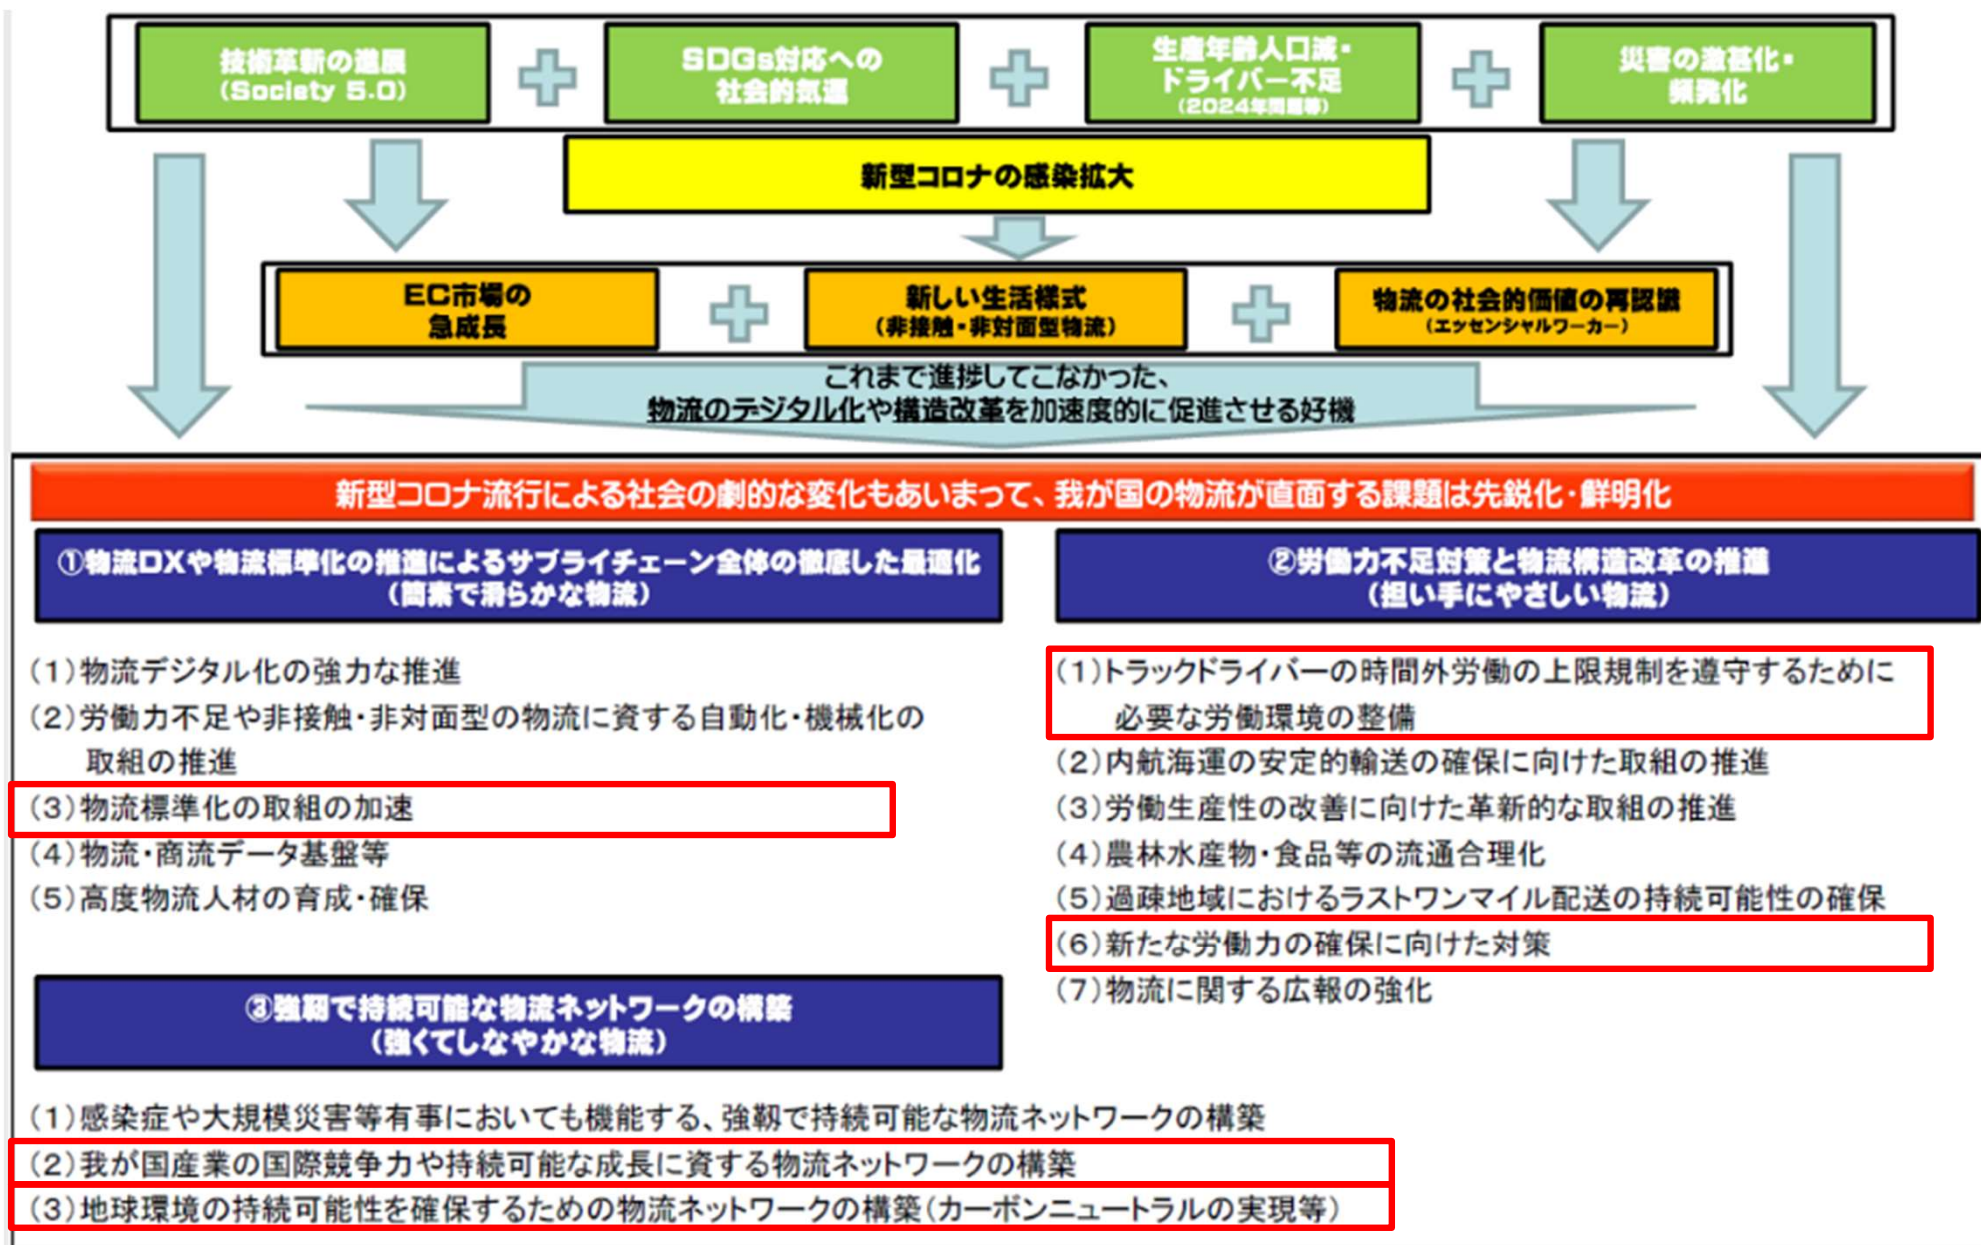 技術革新の進展
(Society 5.0)
SDGs対応への
社会的気運
生産年齢人口減・
ドライバー不足
(2024年問題等)
災害の激甚化・
頻発化
新型コロナの感染拡大
EC市場の
急成長
新しい生活様式
(非接触・非対面型物流)
物流の社会的価値の再認識
(エッセンシャルワーカー)
これまで進捗してこなかった、
物流のデジタル化や構造改革を加速度的に促進させる好機
新型コロナ流行による社会の劇的な変化もあいまって、我が国の物流が直面する課題は先鋭化・鮮明化
①物流DXや物流標準化の推進によるサプライチェーン全体の徹底した最適化
(簡素で滑らかな物流)
(1)物流デジタル化の強力な推進
(2)労働力不足や非接触・非対面型の物流に資する自動化・機械化の
取組の推進
(3)物流標準化の取組の加速
(4)物流・商流データ基盤等
(5)高度物流人材の育成・確保
②労働力不足対策と物流構造改革の推進
(担い手にやさしい物流)
(1)トラックドライバーの時間外労働の上限規制を遵守するために
必要な労働環境の整備
(2)内航海運の安定的輸送の確保に向けた取組の推進
(3)労働生産性の改善に向けた革新的な取組の推進
(4)農林水産物・食品等の流通合理化
(5)過疎地域におけるラストワンマイル配送の持続可能性の確保
(6)新たな労働力の確保に向けた対策
(7)物流に関する広報の強化
③強靭で持続可能な物流ネットワークの構築
(強くてしなやかな物流)
(1)感染症や大規模災害等有事においても機能する、強靭で持続可能な物流ネットワークの構築
(2)我が国産業の国際競争力や持続可能な成長に資する物流ネットワークの構築
(3)地球環境の持続可能性を確保するための物流ネットワークの構築(カーボンニュートラルの実現等)